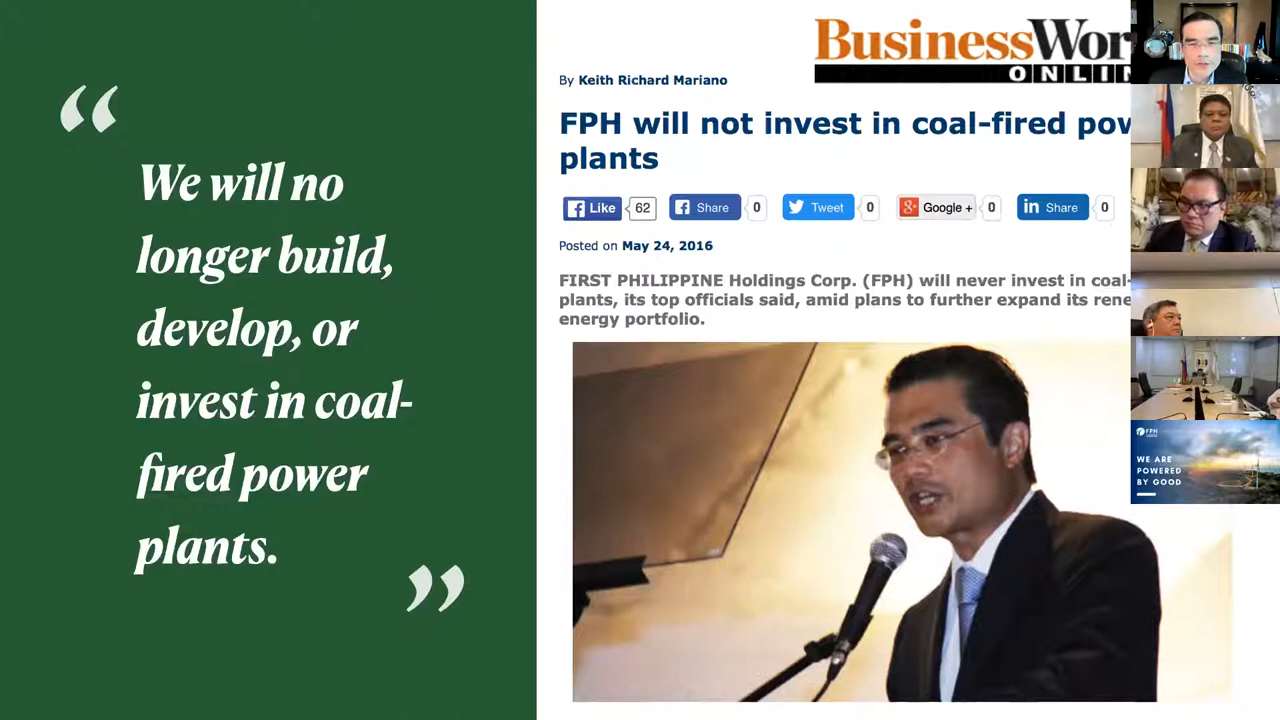 “
We will no
longer build,
develop, or
invest in coal-
fired power
plants.
”
BusinessWor
ONLIN
By Keith Richard Mariano
FPH will not invest in coal-fired pow
plants
Like 62 Share 0 Tweet 0 Google + 0 Share 0
Posted on May 24, 2016
FIRST PHILIPPINE Holdings Corp. (FPH) will never invest in coal-
plants, its top officials said, amid plans to further expand its rene
energy portfolio.
FPH
WE ARE
POWERED
BY GOOD